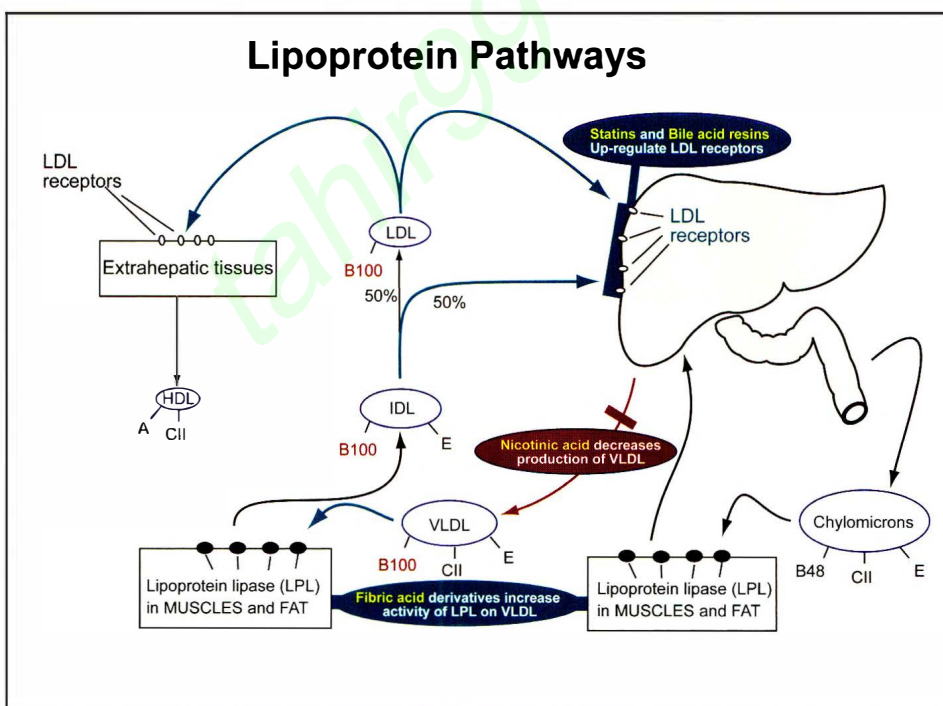 Lipoprotein Pathways
tahir99
Statins and Bile acid resins
Up-regulate LDL receptors
LDL
receptors
LDL
receptors
LDL
B100
Extrahepatic tissues
50%
50%
HDL
A
CII
IDL
B100
E
Nicotinic acid decreases
production of VLDL
VLDL
B100
CII
E
Chylomicrons
B48
CII
E
Lipoprotein lipase (LPL)
in MUSCLES and FAT
Fibric acid derivatives increase
activity of LPL on VLDL
Lipoprotein lipase (LPL)
in MUSCLES and FAT